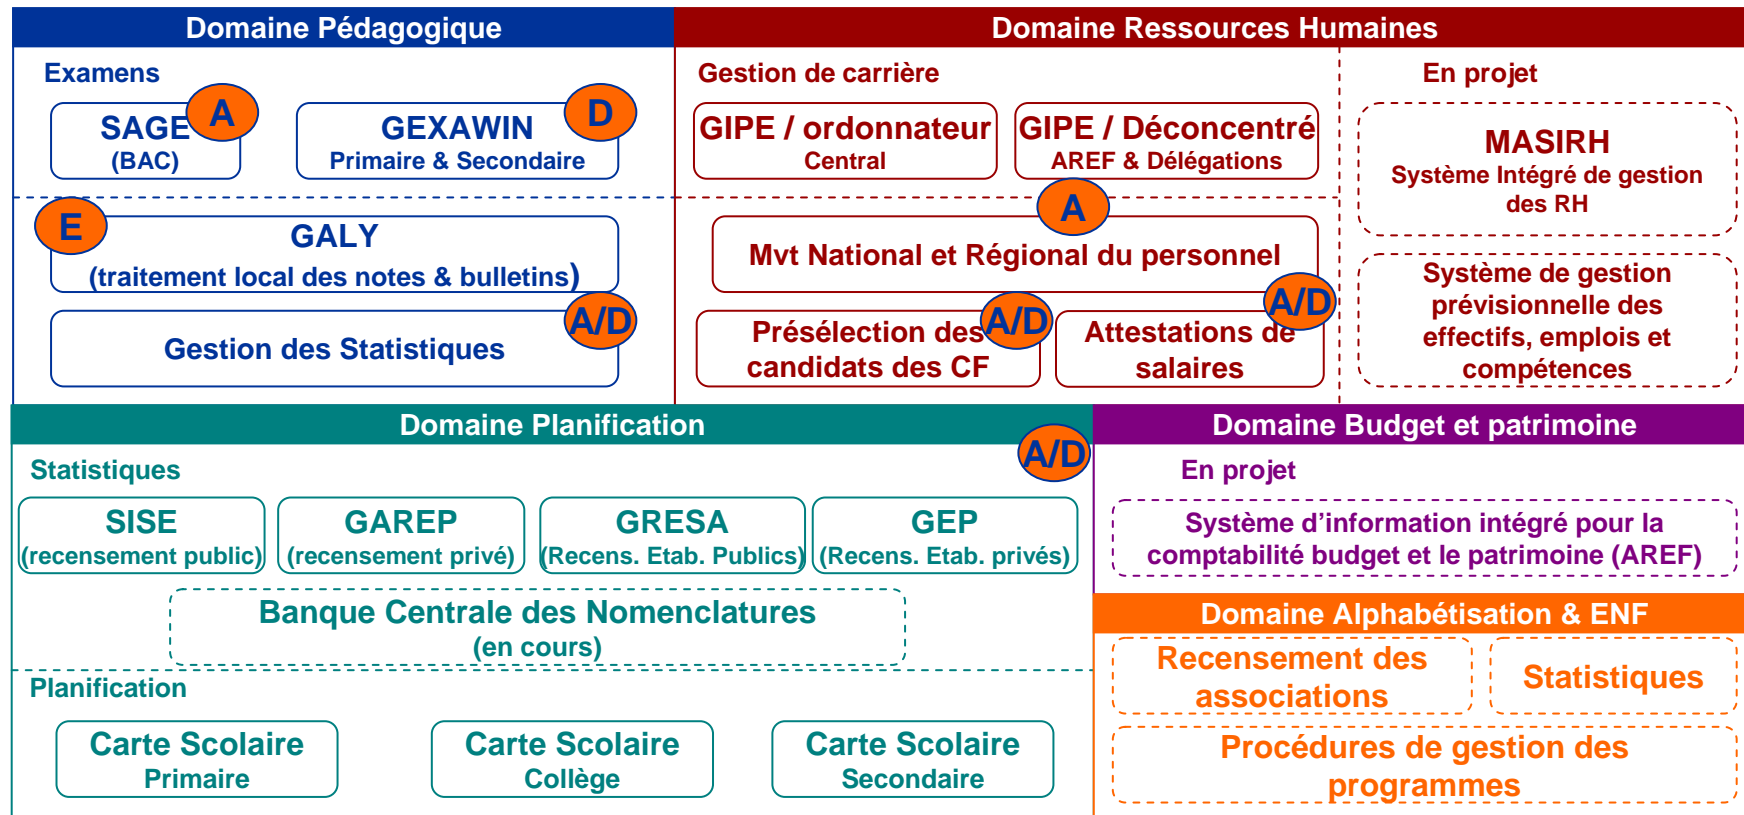 Domaine Pédagogique
Examens
SAGE
(BAC)
A
GEXAWIN
Primaire & Secondaire
D
E
GALY
(traitement local des notes & bulletins)
A/D
Gestion des Statistiques
Domaine Ressources Humaines
Gestion de carrière
GIPE / ordonnateur
Central
GIPE / Déconcentré
AREF & Délégations
A
Mvt National et Régional du personnel
A/D
Présélection des
candidats des CF
A/D
Attestations de
salaires
En projet
MASIRH
Système Intégré de gestion
des RH
Système de gestion
prévisionnelle des
effectifs, emplois et
compétences
Domaine Planification
A/D
Statistiques
SISE
(recensement public)
GAREP
(recensement privé)
GRESA
(Recens. Etab. Publics)
GEP
(Recens. Etab. privés)
Banque Centrale des Nomenclatures
(en cours)
Planification
Carte Scolaire
Primaire
Carte Scolaire
Collège
Carte Scolaire
Secondaire
Domaine Budget et patrimoine
En projet
Système d’information intégré pour la
comptabilité budget et le patrimoine (AREF)
Domaine Alphabétisation & ENF
Recensement des
associations
Statistiques
Procédures de gestion des
programmes